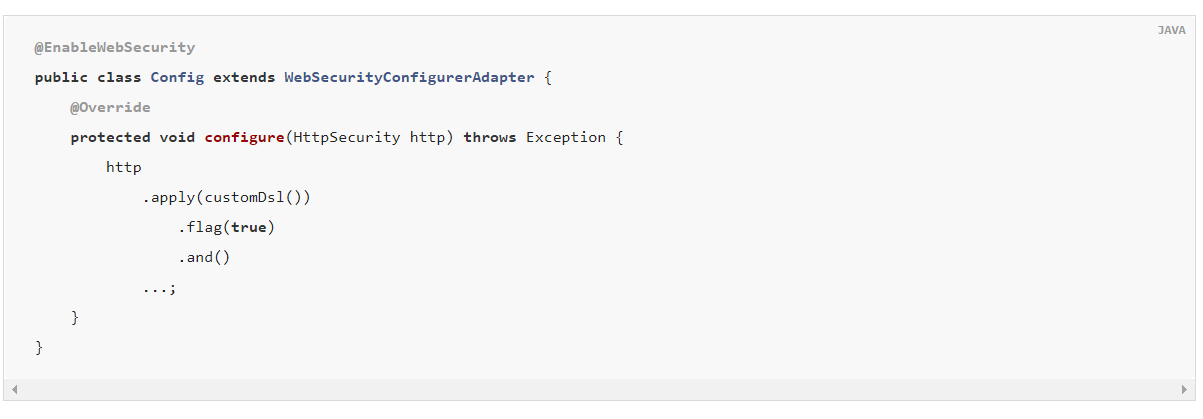 JAVA
@EnableWebSecurity
public class Config extends WebSecurityConfigurerAdapter {
    @Override
    protected void configure(HttpSecurity http) throws Exception {
        http
            .apply(customDsl())
                .flag(true)
                .and()
            ...;
    }
}